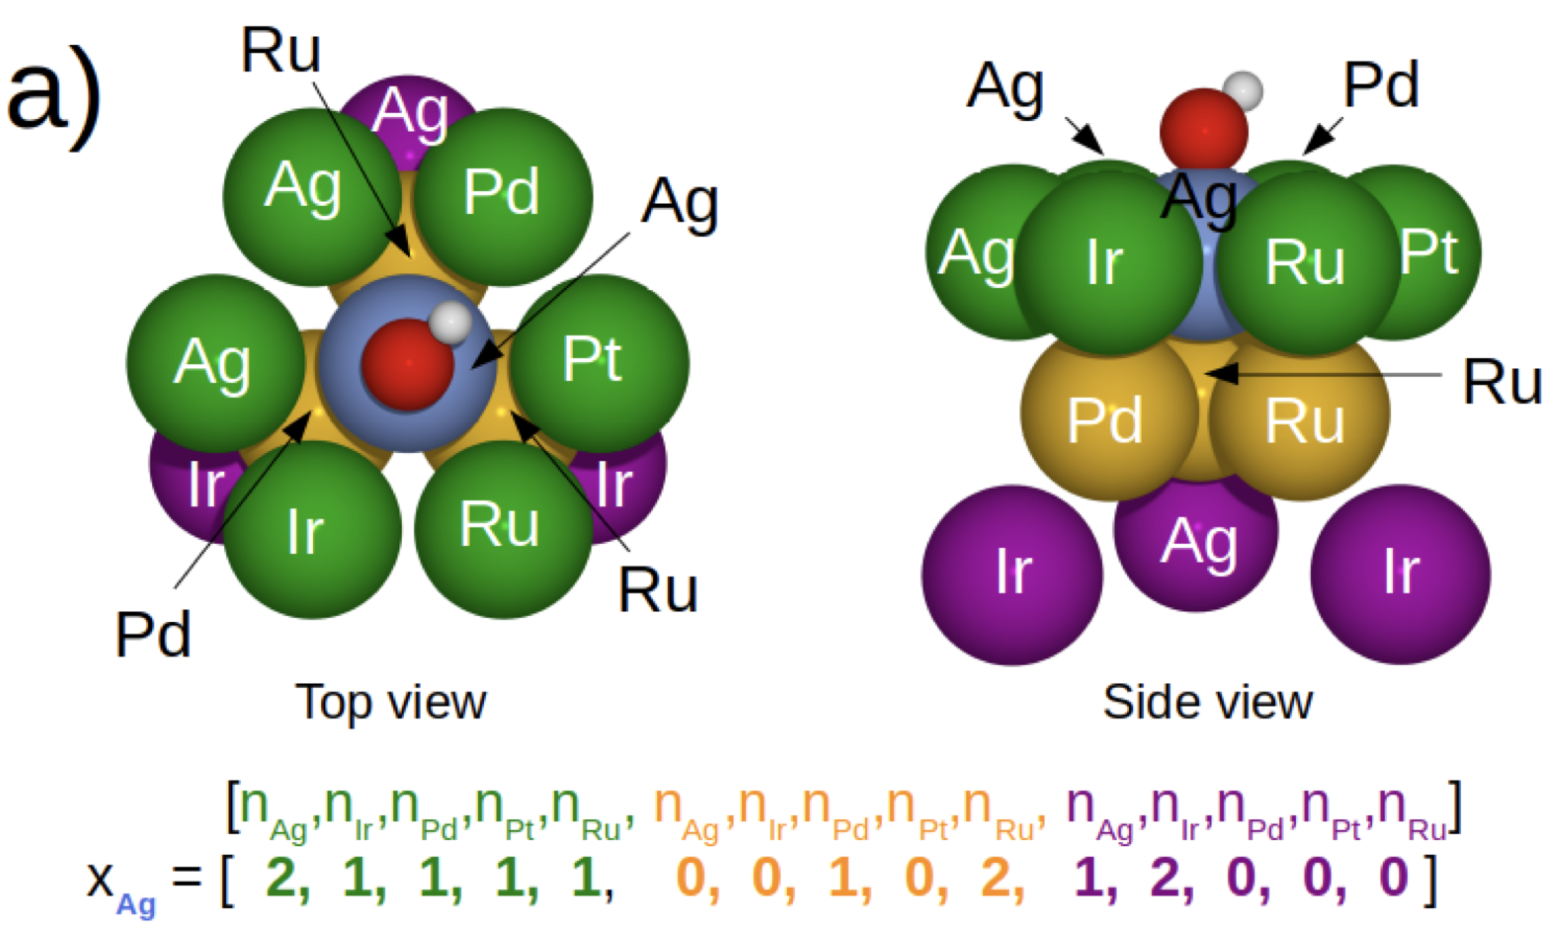 a)
Ru
Ag
Ag
Pd
Ag
Ag
Pt
Ir
Ir
Ru
Ir
Pd
Ru
Top view
Ag
Pd
Ag
Ag
Ir
Ru
Pt
Pd
Ru
Ru
Ir
Ag
Ir
Side view
[nAg,nIr,nPd,nPt,nRu, nAg,nIr,nPd,nPt,nRu, nAg,nIr,nPd,nPt,nRu]
xAg = [ 2, 1, 1, 1, 1, 0, 0, 1, 0, 2, 1, 2, 0, 0, 0 ]